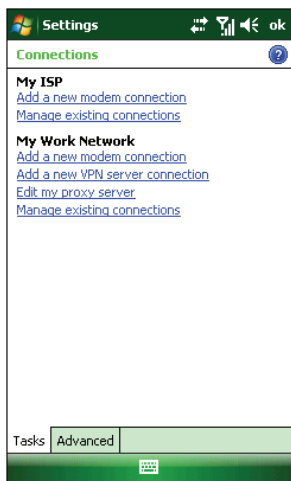 Settings
ok
Connections
?
My ISP
Add a new modem connection
Manage existing connections
My Work Network
Add a new modem connection
Add a new VPN server connection
Edit my proxy server
Manage existing connections
Tasks Advanced